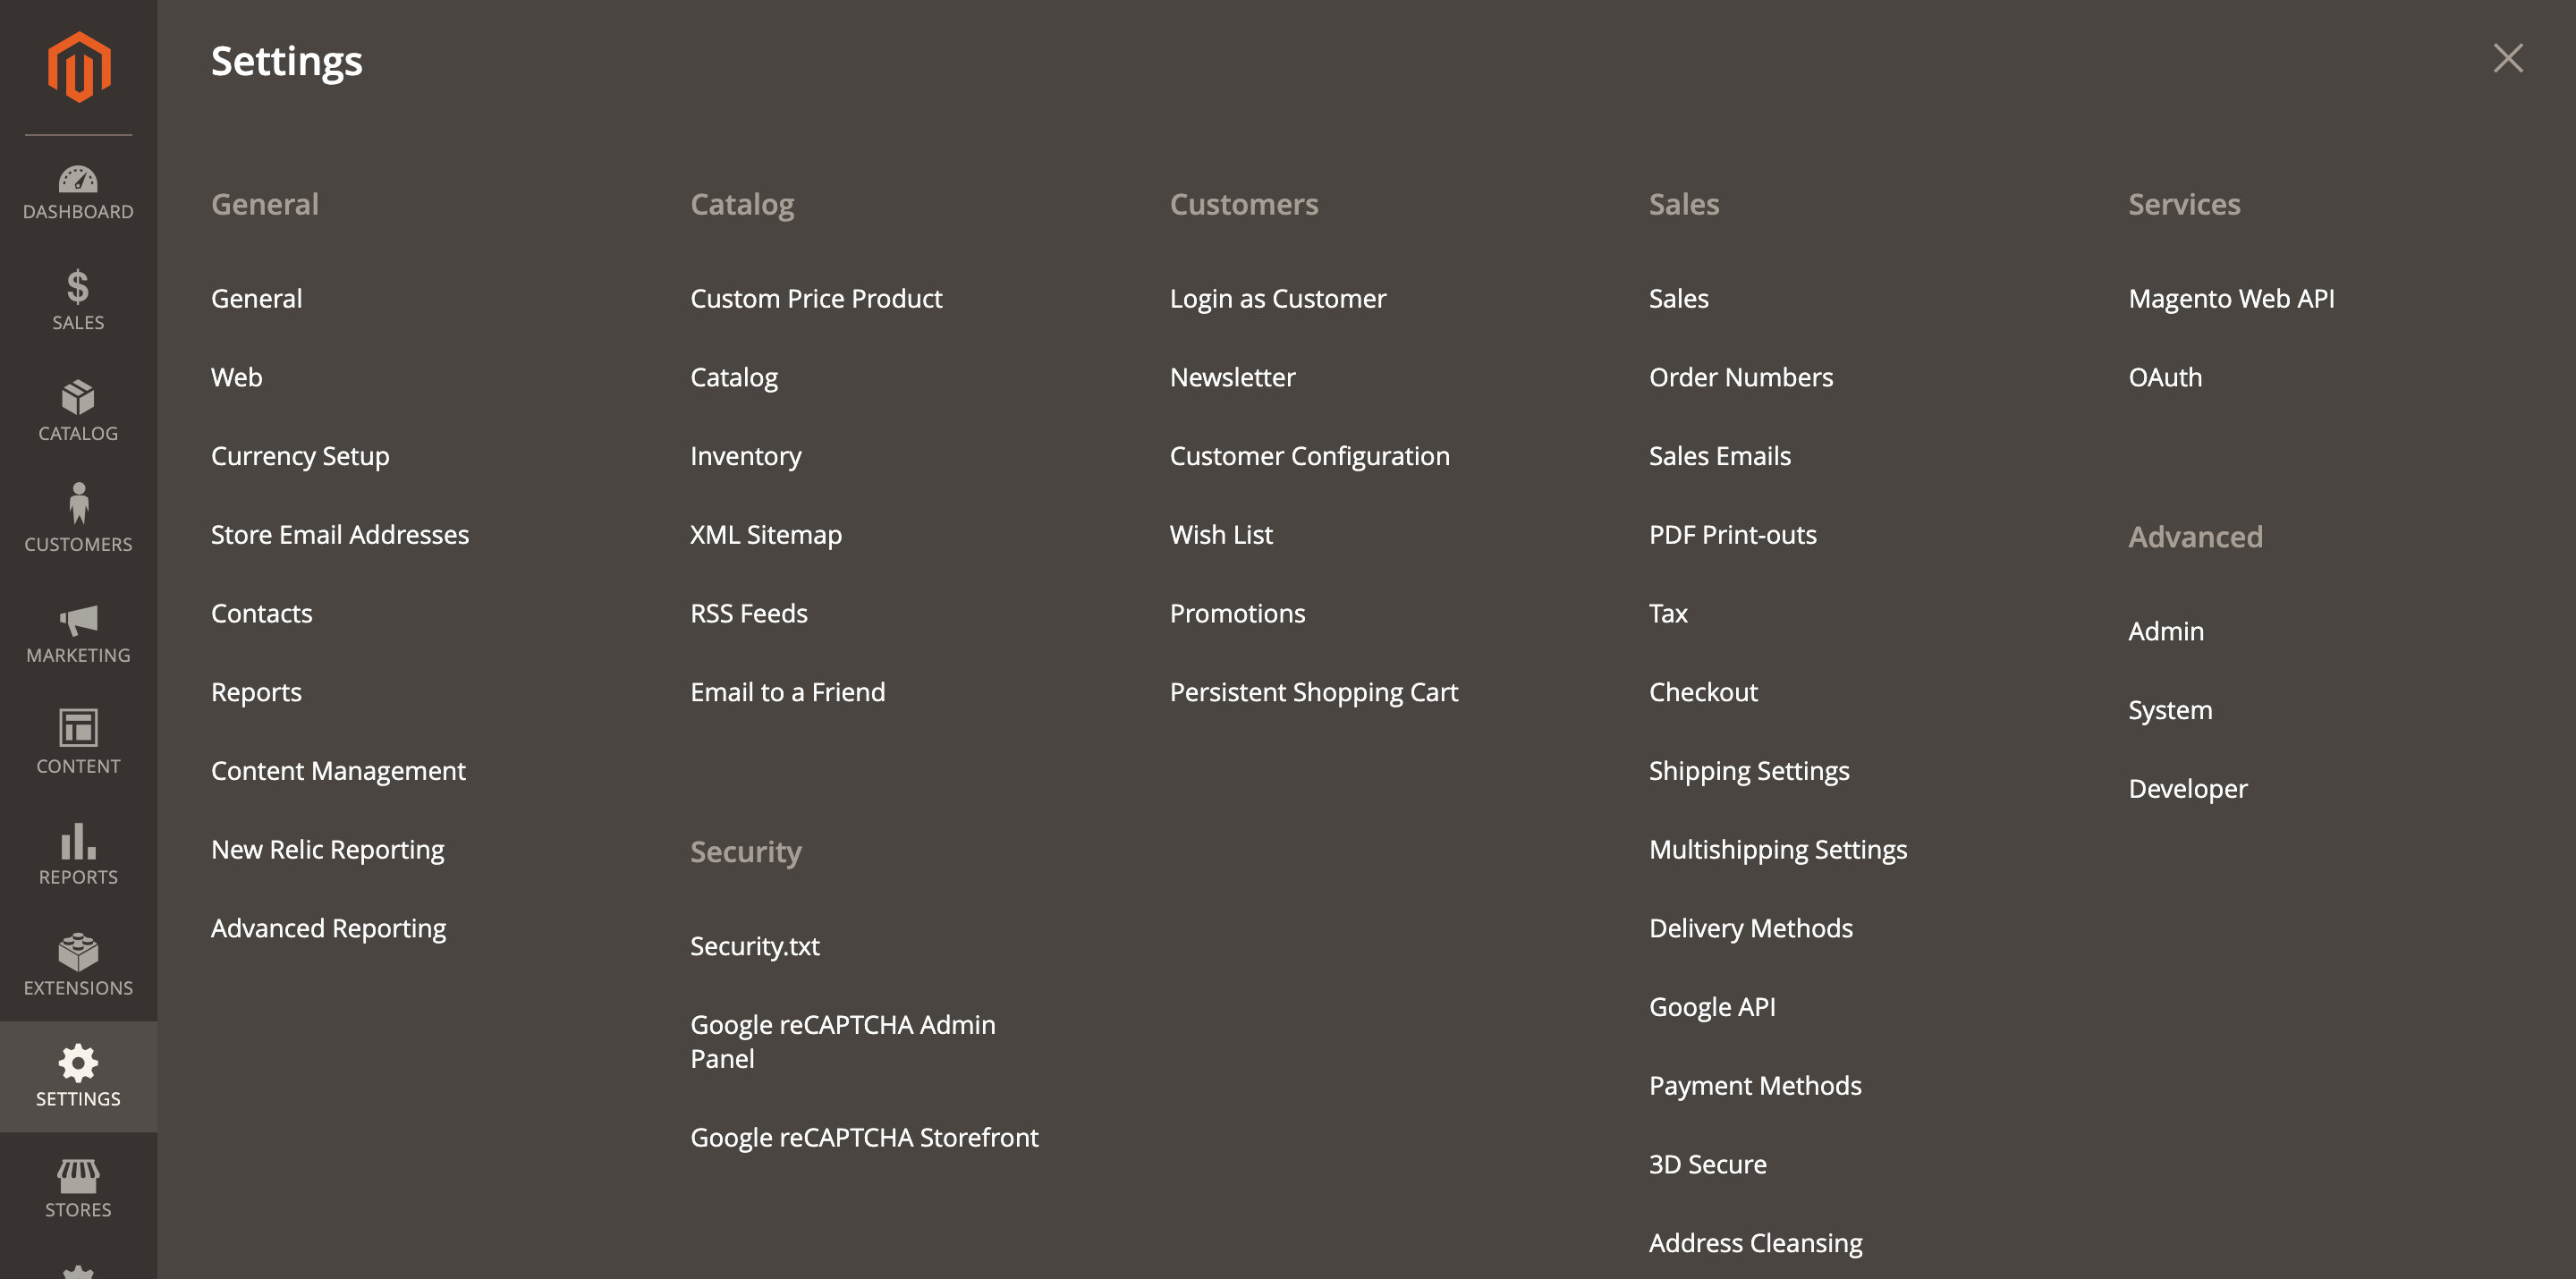 Settings
DASHBOARD
SALES
CATALOG
CUSTOMERS
MARKETING
CONTENT
REPORTS
EXTENSIONS
SETTINGS
STORES
General
General
Web
Currency Setup
Store Email Addresses
Contacts
Reports
Content Management
New Relic Reporting
Advanced Reporting
Catalog
Custom Price Product
Catalog
Inventory
XML Sitemap
RSS Feeds
Email to a Friend
Security
Security.txt
Google reCAPTCHA Admin
Panel
Google reCAPTCHA Storefront
Customers
Login as Customer
Newsletter
Customer Configuration
Wish List
Promotions
Persistent Shopping Cart
Sales
Sales
Order Numbers
Sales Emails
PDF Print-outs
Tax
Checkout
Shipping Settings
Multishipping Settings
Delivery Methods
Google API
Payment Methods
3D Secure
Address Cleansing
Services
Magento Web API
OAuth
Advanced
Admin
System
Developer